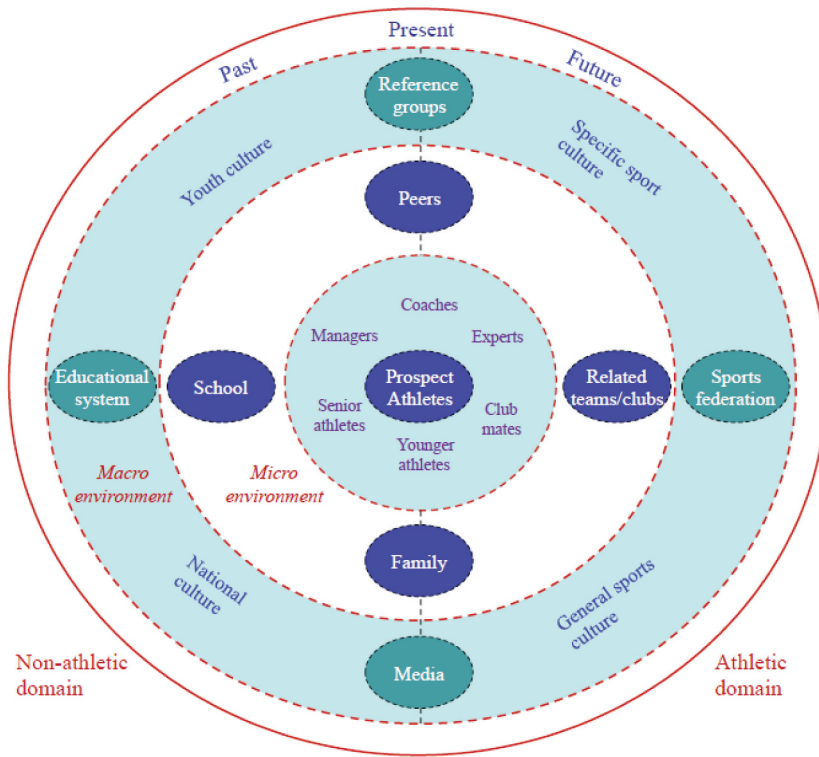 Present
Past
Future
Reference
groups
Youth culture
Specific sport
culture
Peers
Coaches
Managers
Experts
Educational
system
School
Prospect
Athletes
Related
teams/clubs
Sports
federation
Senior
athletes
Club
mates
Younger
athletes
Macro
environment
Micro
environment
Family
National
culture
General sports
culture
Non-athletic
domain
Media
Athletic
domain